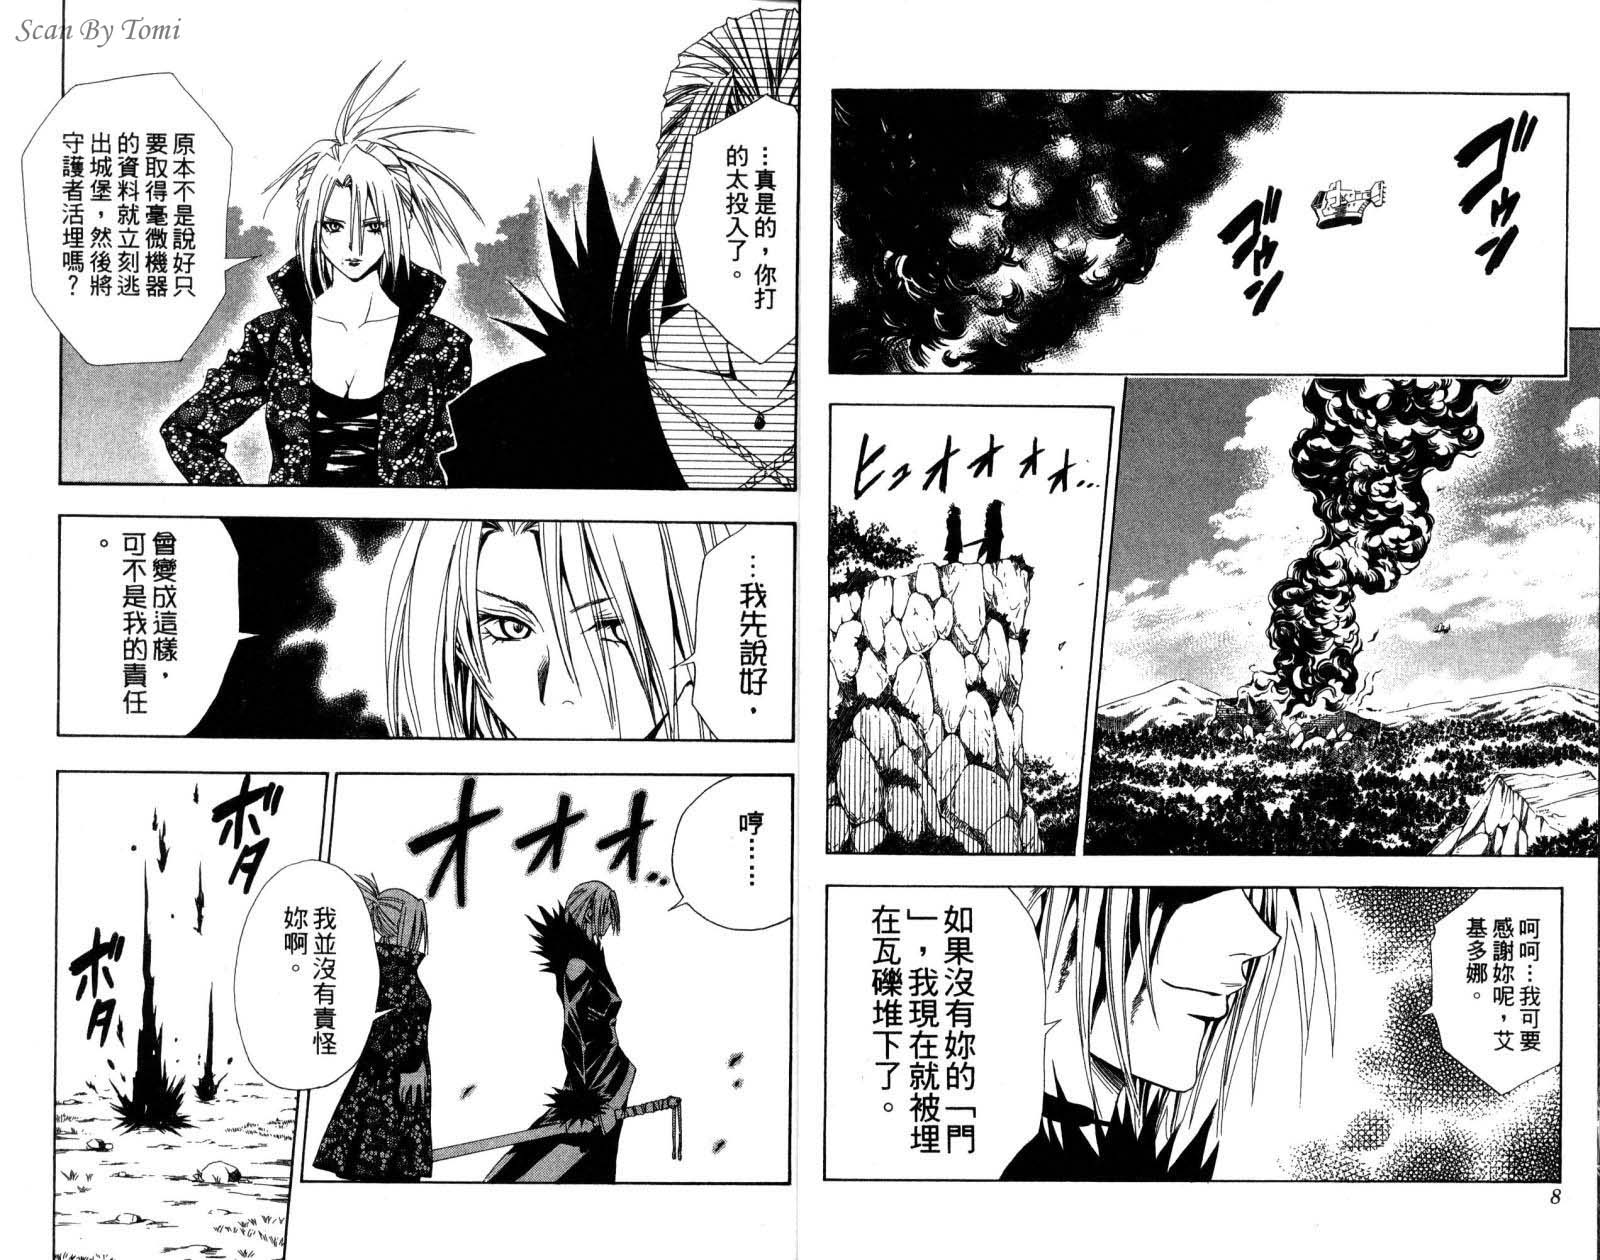 Scan By Tomi
ゴゥン
ゴゥン
ヒュオオオオ…
呵呵…我可要
感謝妳呢，艾
基多娜。
如果沒有妳的「門
」，我現在就被埋
在瓦礫堆下了。
8
…真是的，你打
的太投入了。
原本不是說好只
要取得毫微機器
的資料就立刻逃
出城堡，然後將
守護者活埋嗎？
…我先說好，
會變成這樣，
可不是我的責任
。
哼……
オオオ…
我並沒有責怪
妳啊。
ボタ
ボタ